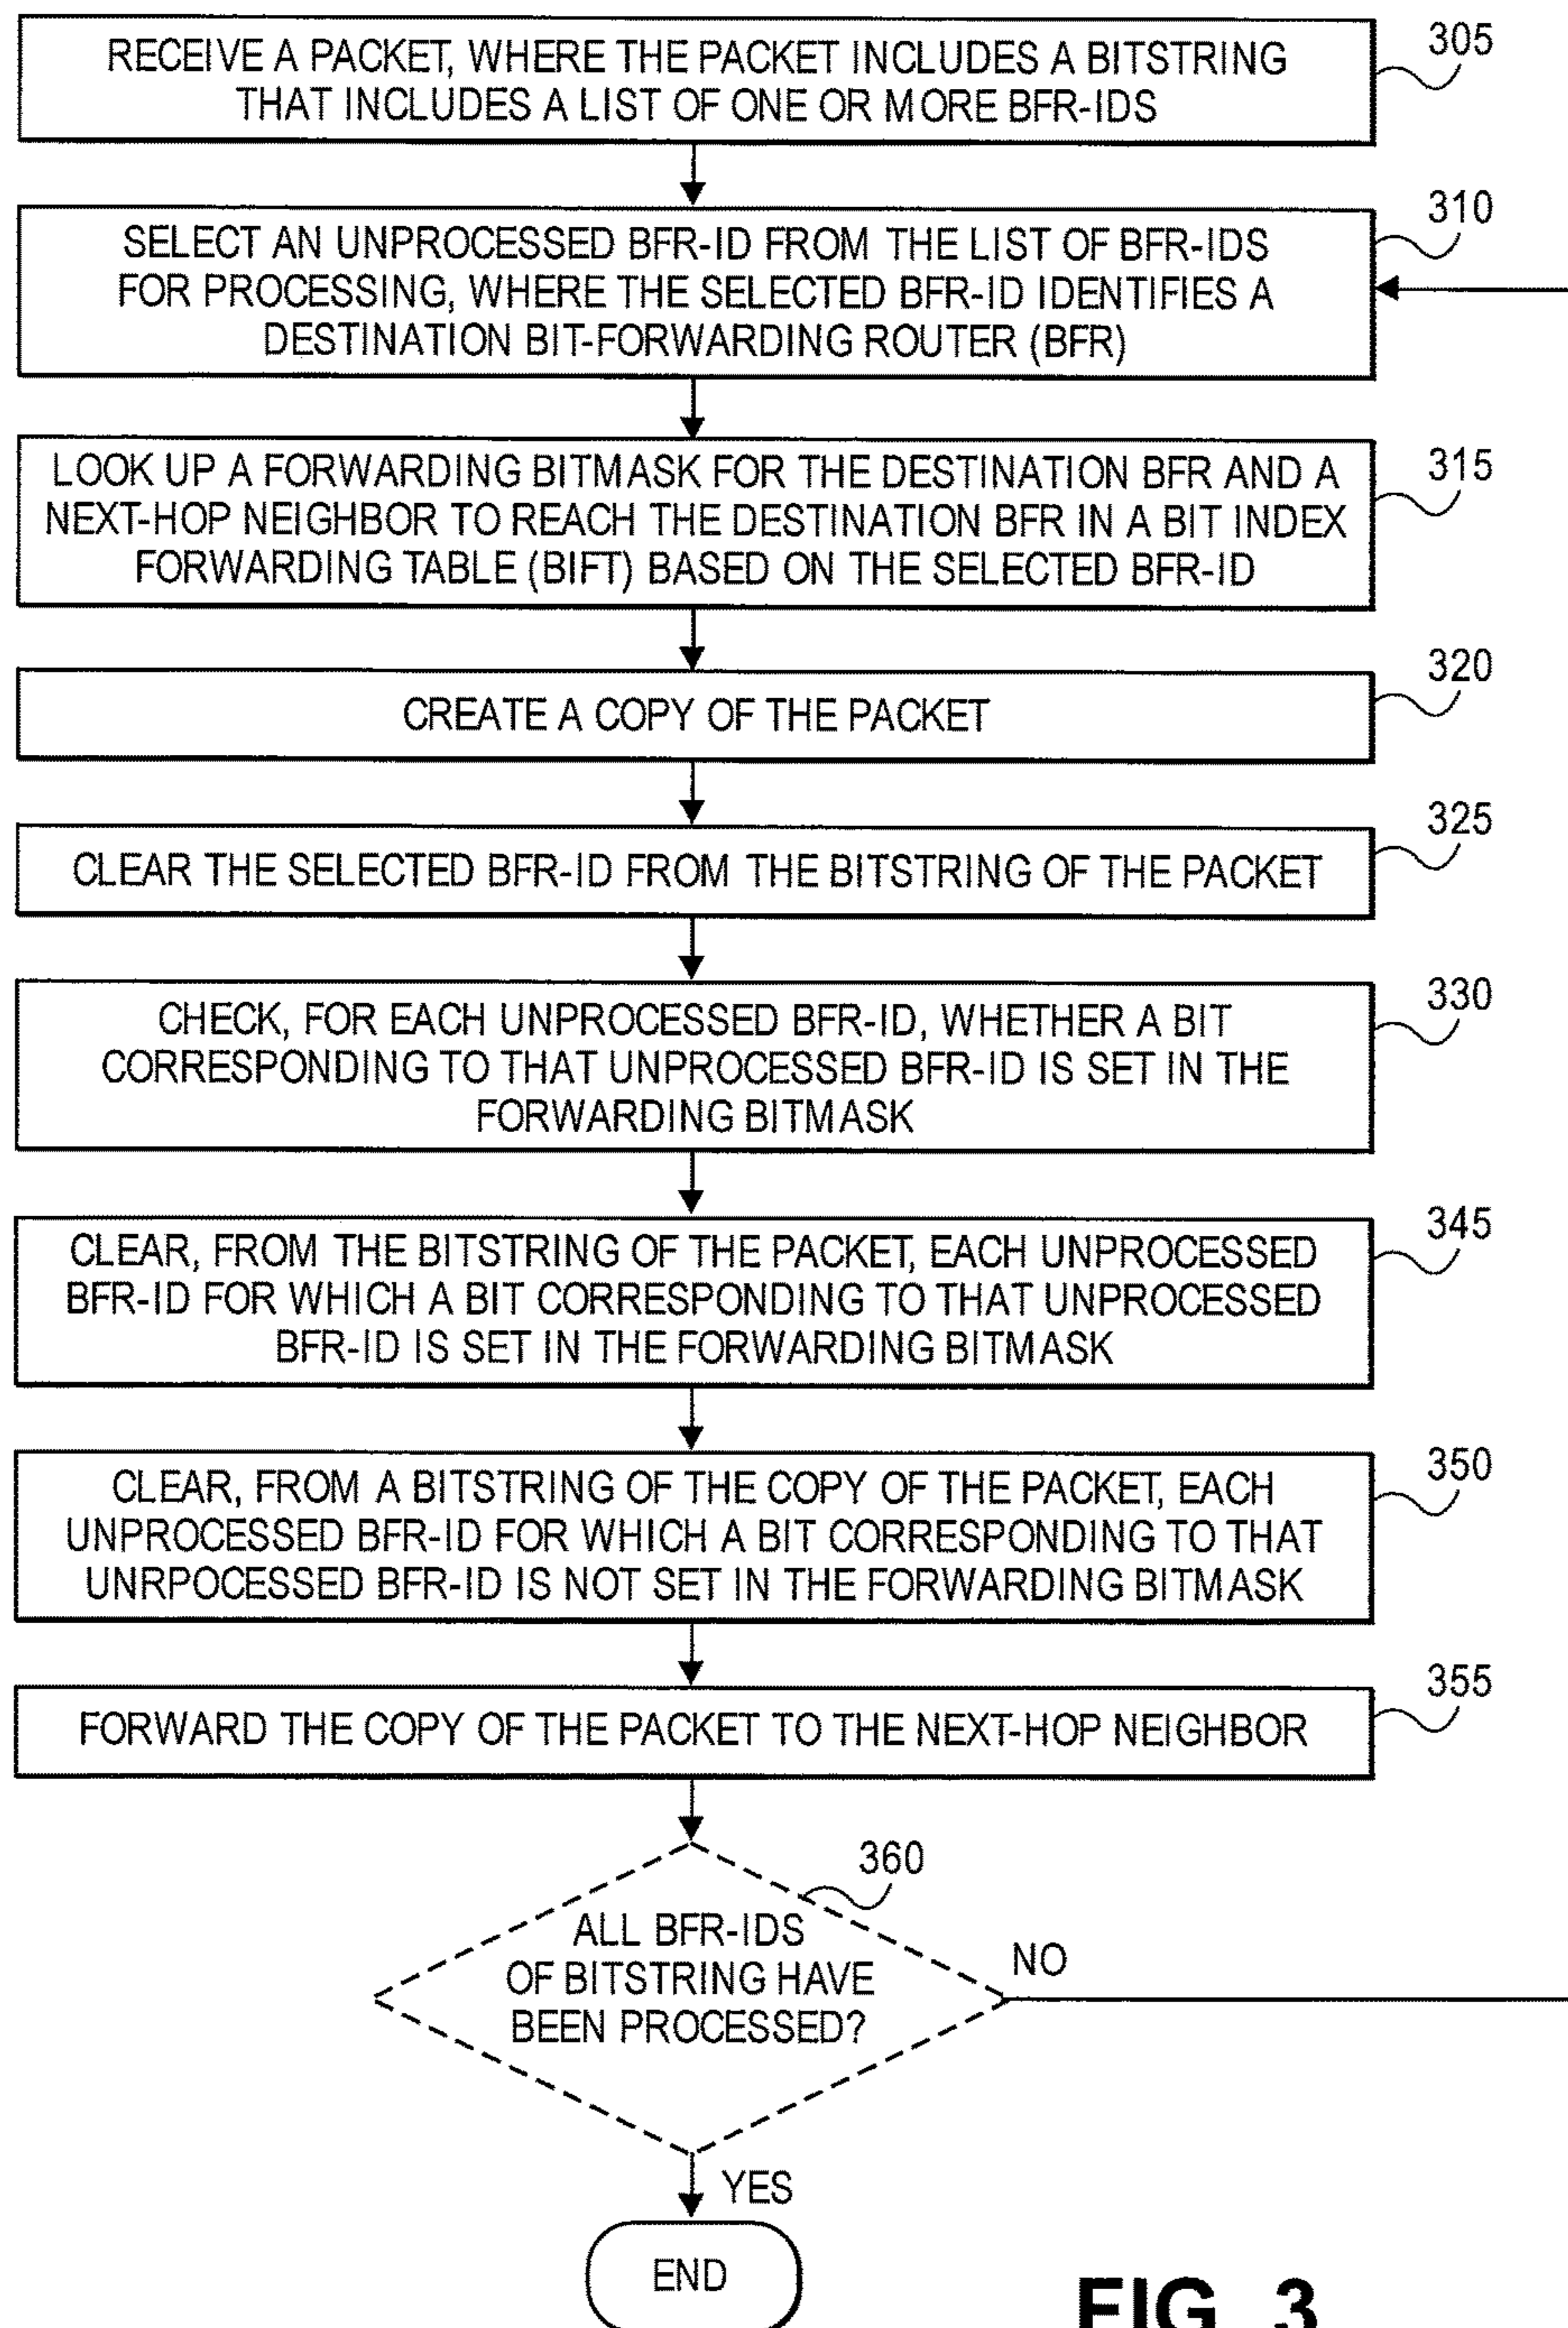 RECEIVE A PACKET, WHERE THE PACKET INCLUDES A BITSTRING
THAT INCLUDES A LIST OF ONE OR MORE BFR-IDS
305
SELECT AN UNPROCESSED BFR-ID FROM THE LIST OF BFR-IDS
FOR PROCESSING, WHERE THE SELECTED BFR-ID IDENTIFIES A
DESTINATION BIT-FORWARDING ROUTER (BFR)
310
LOOK UP A FORWARDING BITMASK FOR THE DESTINATION BFR AND A
NEXT-HOP NEIGHBOR TO REACH THE DESTINATION BFR IN A BIT INDEX
FORWARDING TABLE (BIFT) BASED ON THE SELECTED BFR-ID
315
CREATE A COPY OF THE PACKET
320
CLEAR THE SELECTED BFR-ID FROM THE BITSTRING OF THE PACKET
325
CHECK, FOR EACH UNPROCESSED BFR-ID, WHETHER A BIT
CORRESPONDING TO THAT UNPROCESSED BFR-ID IS SET IN THE
FORWARDING BITMASK
330
CLEAR, FROM THE BITSTRING OF THE PACKET, EACH UNPROCESSED
BFR-ID FOR WHICH A BIT CORRESPONDING TO THAT UNPROCESSED
BFR-ID IS SET IN THE FORWARDING BITMASK
345
CLEAR, FROM A BITSTRING OF THE COPY OF THE PACKET, EACH
UNPROCESSED BFR-ID FOR WHICH A BIT CORRESPONDING TO THAT
UNRPOCESSED BFR-ID IS NOT SET IN THE FORWARDING BITMASK
350
FORWARD THE COPY OF THE PACKET TO THE NEXT-HOP NEIGHBOR
355
360
ALL BFR-IDS
OF BITSTRING HAVE
BEEN PROCESSED?
NO
YES
END
FIG. 3